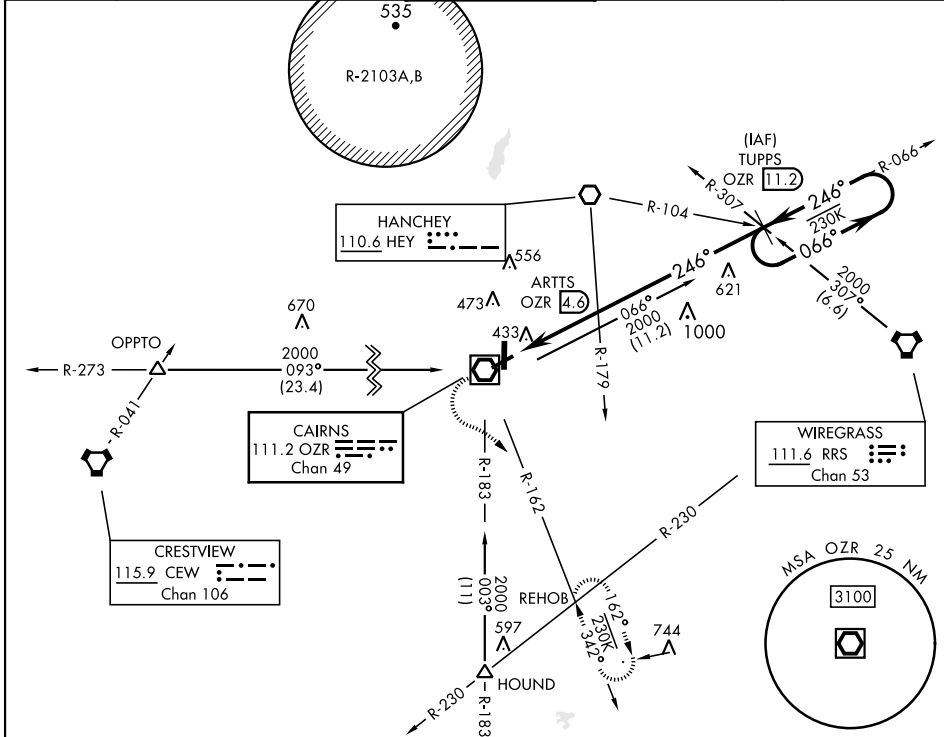 535
R-2103A,B
(IAF)
TUPPS
OZR 11.2
R-066
R-307
246°
230K
066°
R-104
HANCHEY
110.6 HEY
556
246°
621
2000
307°
(6.6)
ARTTS
OZR 4.6
066°
2000
(11.2)
1000
473
670
433
OPPTO
R-273
2000
093°
(23.4)
R-179
R-041
CAIRNS
111.2 OZR
Chan 49
WIREGRASS
111.6 RRS
Chan 53
R-183
R-162
R-230
CRESTVIEW
115.9 CEW
Chan 106
MSA OZR 25 NM
3100
2000
003°
(11)
REHOB
162°
230K
342°
597
744
HOUND
R-230
R-183